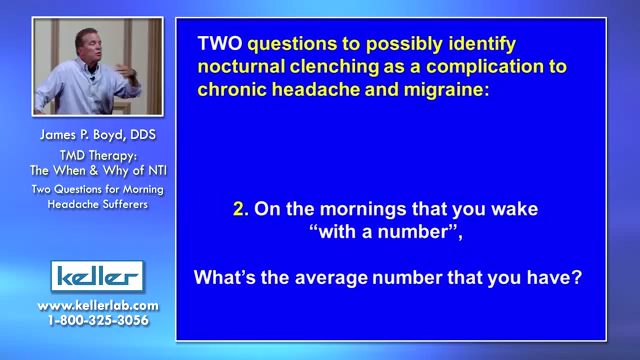 TWO questions to possibly identify
nocturnal clenching as a complication to
chronic headache and migraine:
2. On the mornings that you wake
“with a number”,
What’s the average number that you have?
James P. Boyd, DDS
TMD Therapy:
The When & Why of NTI
Two Questions for Morning
Headache Sufferers
keller
www.kellerlab.com
1-800-325-3056